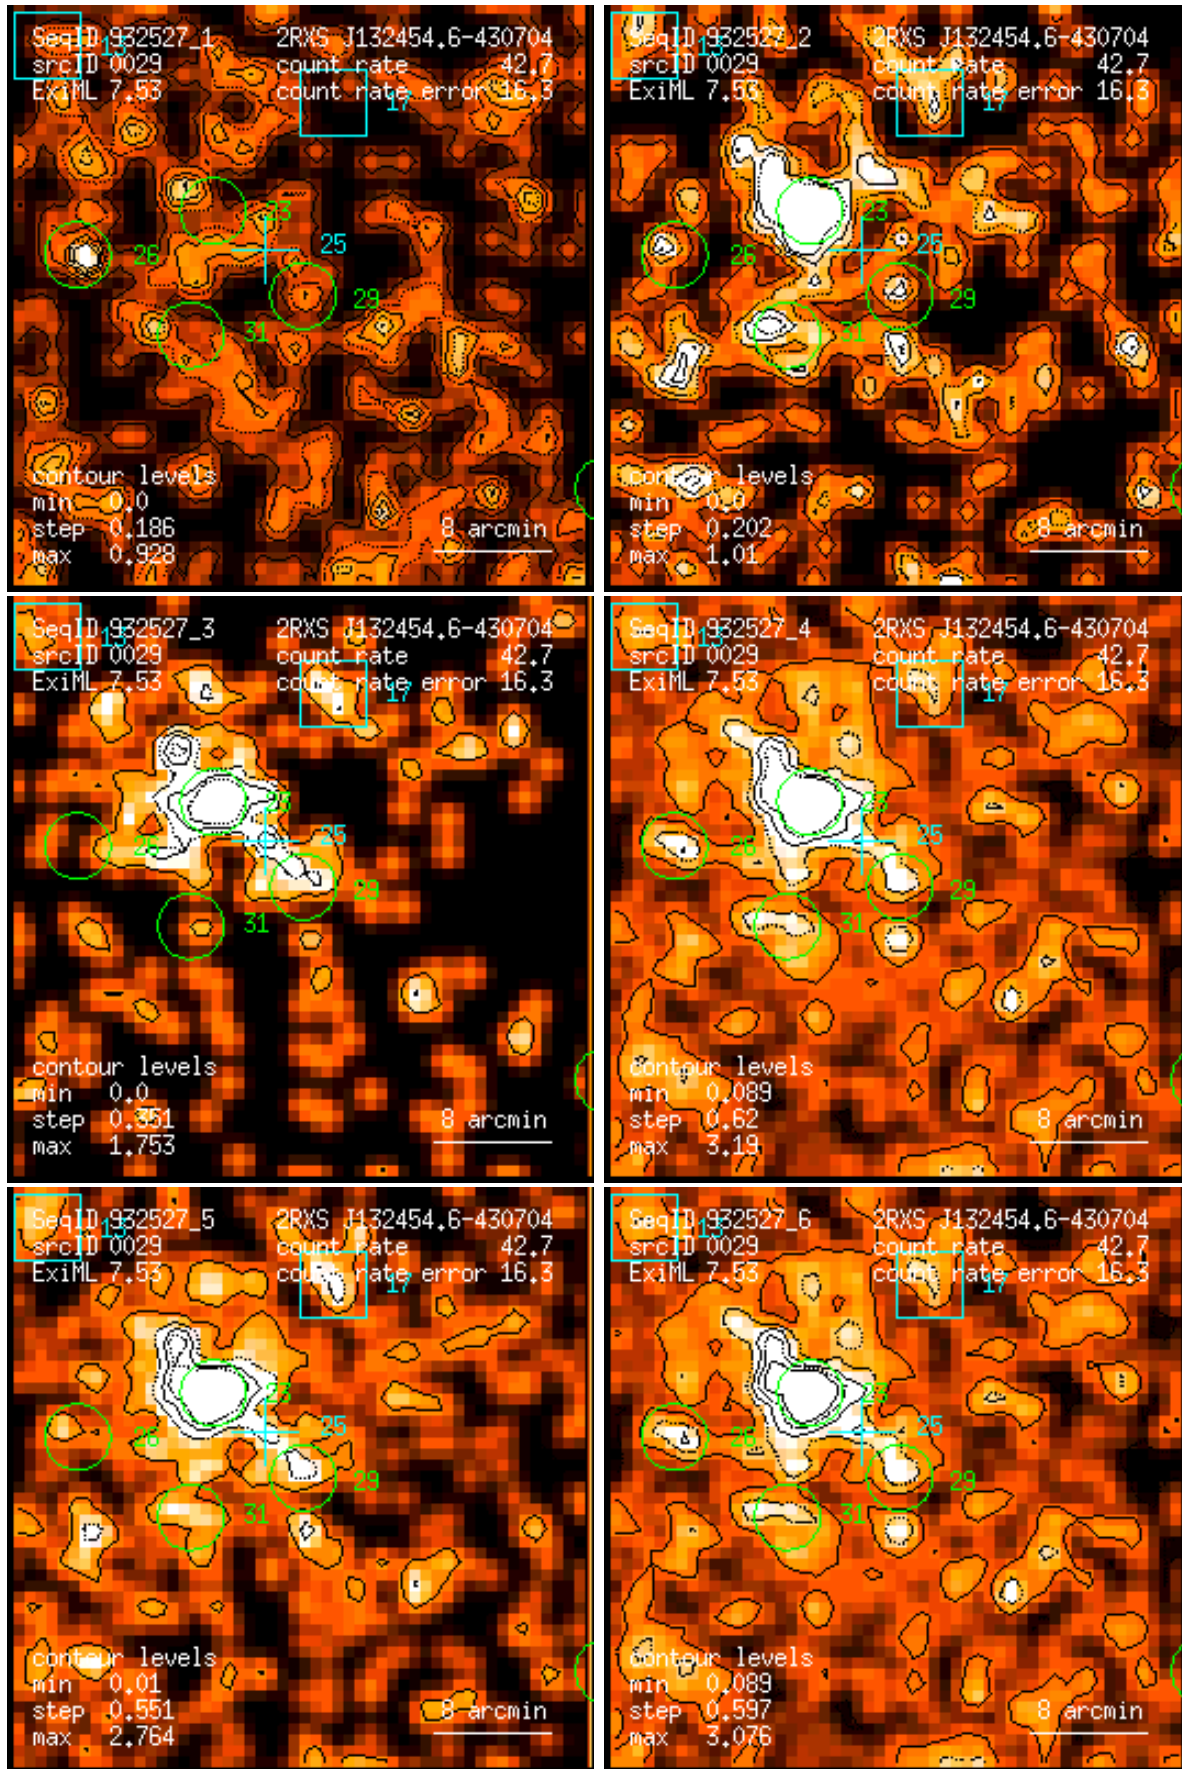 SeqID 932527_1 2RXS J132454.6-430704
13
srcID 0029 count rate 42.7
ExiML 7.53 count rate error 16.3
17
23
25
26
29
31
contour levels
min 0.0
step 0.186 8 arcmin
max 0.928
SeqID 932527_2 2RXS J132454.6-430704
13
srcID 0029 count rate 42.7
ExiML 7.53 count rate error 16.3
17
23
25
26
29
31
contour levels
min 0.0
step 0.202 8 arcmin
max 1.01
SeqID 932527_3 2RXS J132454.6-430704
13
srcID 0029 count rate 42.7
ExiML 7.53 count rate error 16.3
17
23
25
26
29
31
contour levels
min 0.0
step 0.351 8 arcmin
max 1.753
SeqID 932527_4 2RXS J132454.6-430704
13
srcID 0029 count rate 42.7
ExiML 7.53 count rate error 16.3
17
23
25
26
29
31
contour levels
min 0.089
step 0.62 8 arcmin
max 3.19
SeqID 932527_5 2RXS J132454.6-430704
13
srcID 0029 count rate 42.7
ExiML 7.53 count rate error 16.3
17
23
25
26
29
31
contour levels
min 0.01
step 0.551 8 arcmin
max 2.764
SeqID 932527_6 2RXS J132454.6-430704
13
srcID 0029 count rate 42.7
ExiML 7.53 count rate error 16.3
17
23
25
26
29
31
contour levels
min 0.089
step 0.597 8 arcmin
max 3.076